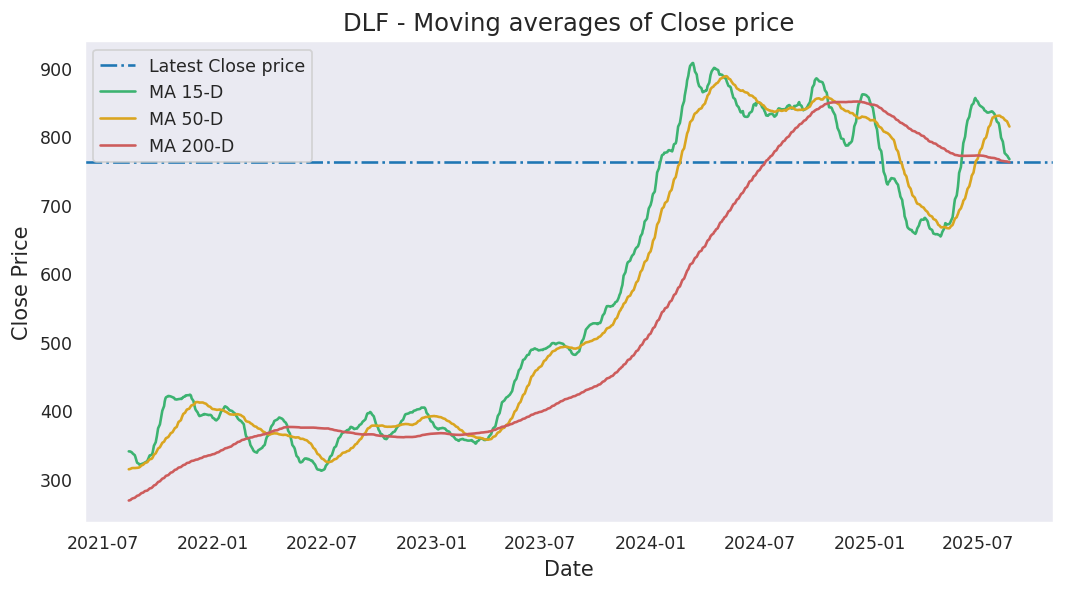 DLF - Moving averages of Close price
Latest Close price
MA 15-D
MA 50-D
MA 200-D
900
800
700
600
500
400
300
Close Price
2021-07 2022-01 2022-07 2023-01 2023-07 2024-01 2024-07 2025-01 2025-07
Date